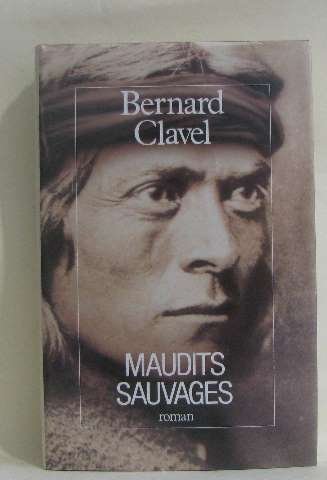 Bernard
Clavel
MAUDITS
SAUVAGES
roman